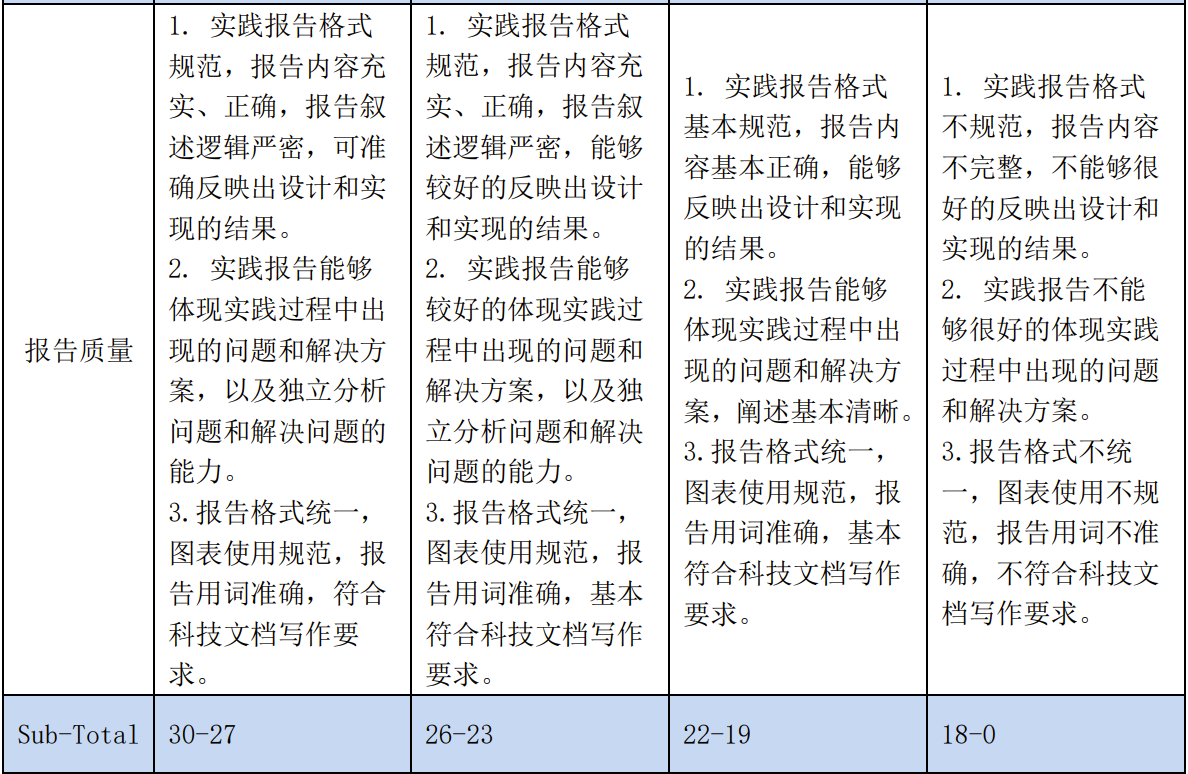 报告质量
1. 实践报告格式
规范，报告内容充
实、正确，报告叙
述逻辑严密，可准
确反映出设计和实
现的结果。
2. 实践报告能够
体现实践过程中出
现的问题和解决方
案，以及独立分析
问题和解决问题的
能力。
3.报告格式统一，
图表使用规范，报
告用词准确，符合
科技文档写作要
求。
1. 实践报告格式
规范，报告内容充
实、正确，报告叙
述逻辑严密，能够
较好的反映出设计
和实现的结果。
2. 实践报告能够
较好的体现实践过
程中出现的问题和
解决方案，以及独
立分析问题和解决
问题的能力。
3.报告格式统一，
图表使用规范，报
告用词准确，基本
符合科技文档写作
要求。
1. 实践报告格式
基本规范，报告内
容基本正确，能够
反映出设计和实现
的结果。
2. 实践报告能够
体现实践过程中出
现的问题和解决方
案，阐述基本清晰。
3.报告格式统一，
图表使用规范，报
告用词准确，基本
符合科技文档写作
要求。
1. 实践报告格式
不规范，报告内容
不完整，不能够很
好的反映出设计和
实现的结果。
2. 实践报告不能
够很好的体现实践
过程中出现的问题
和解决方案。
3.报告格式不统
一，图表使用不规
范，报告用词不准
确，不符合科技文
档写作要求。
Sub-Total
30-27
26-23
22-19
18-0